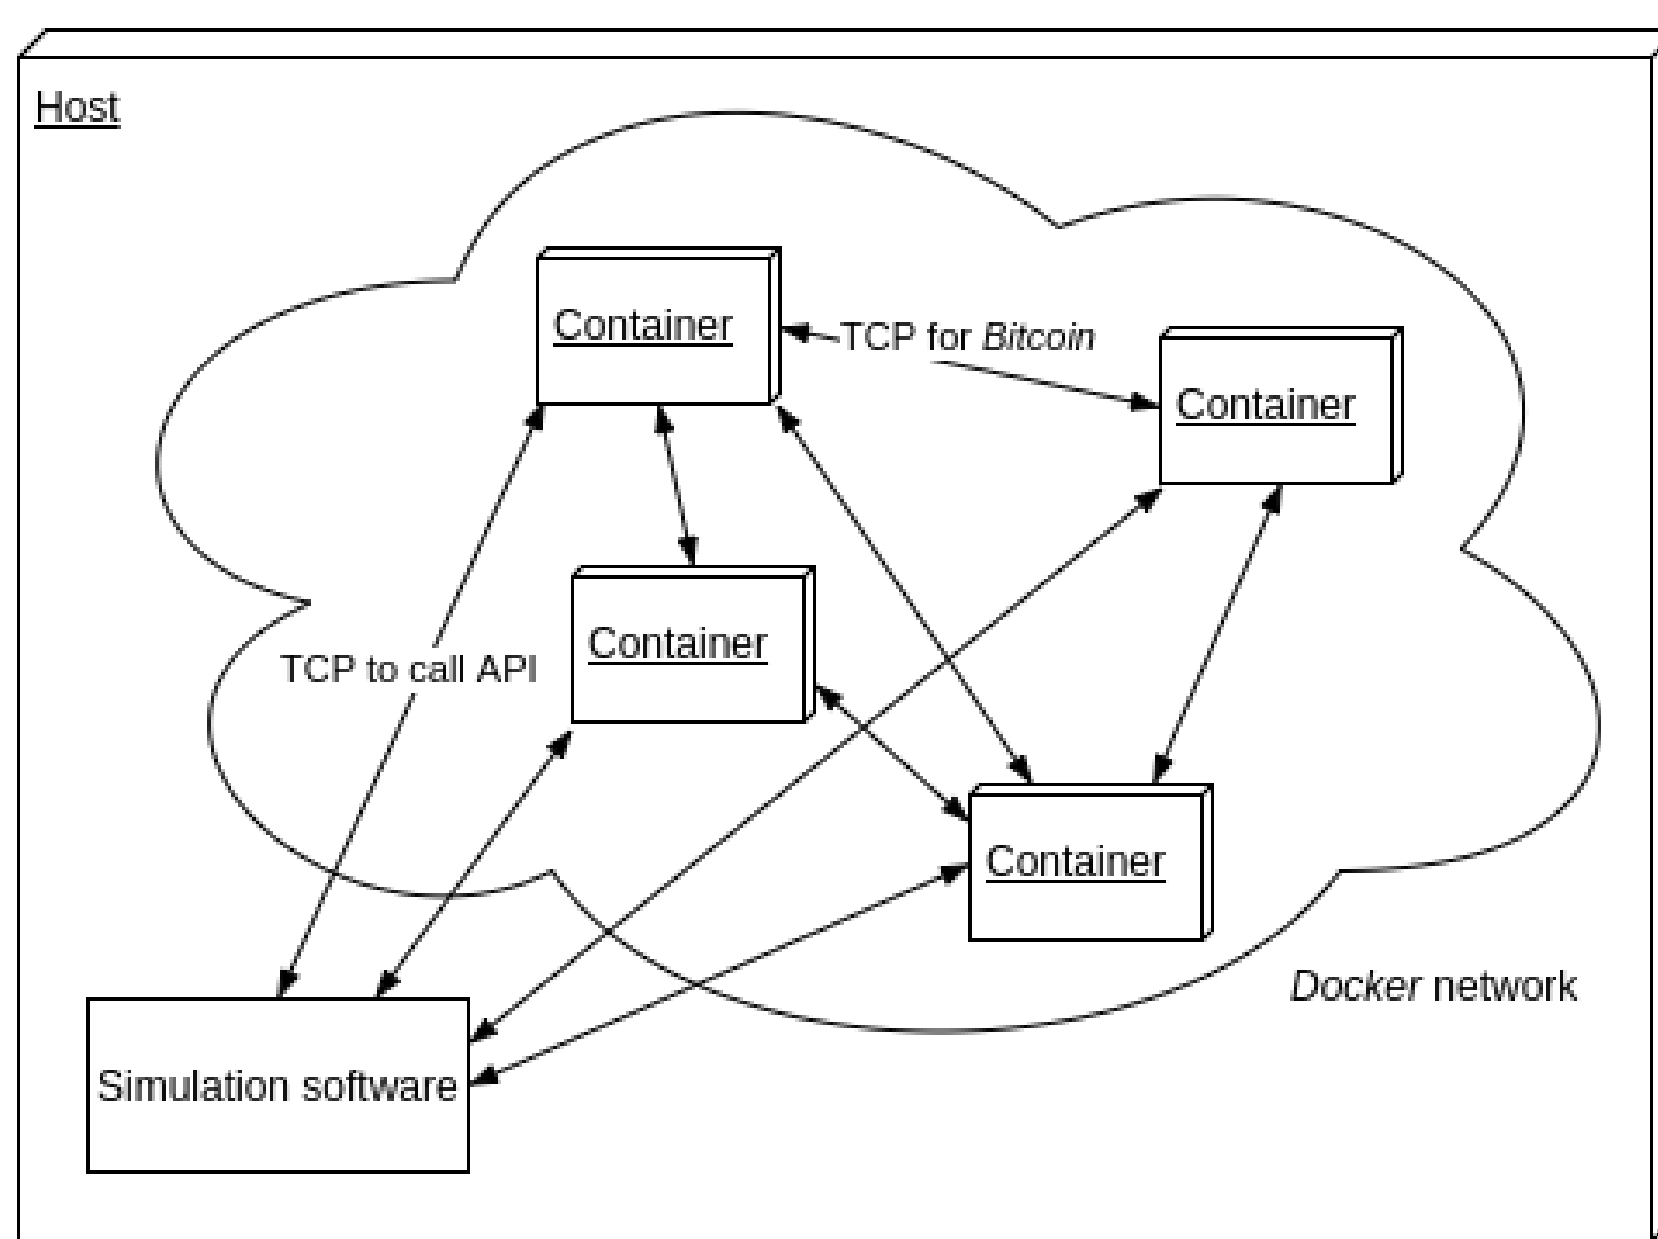 Host
Container
TCP for Bitcoin
Container
Container
TCP to call API
Container
Docker network
Simulation software